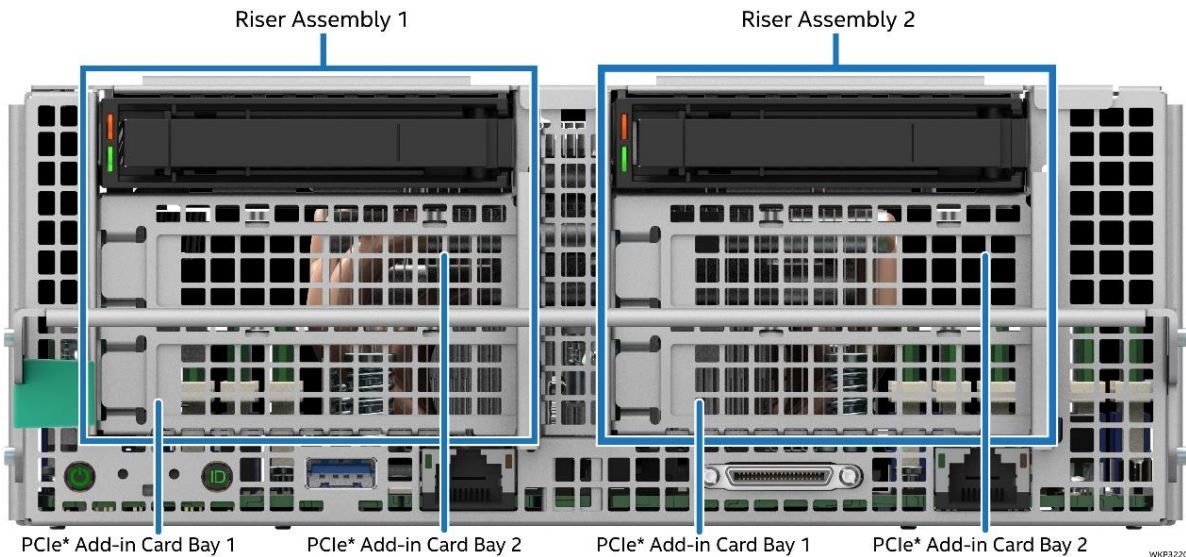 Riser Assembly 1
Riser Assembly 2
ID
PCIe* Add-in Card Bay 1
PCIe* Add-in Card Bay 2
PCIe* Add-in Card Bay 1
PCIe* Add-in Card Bay 2